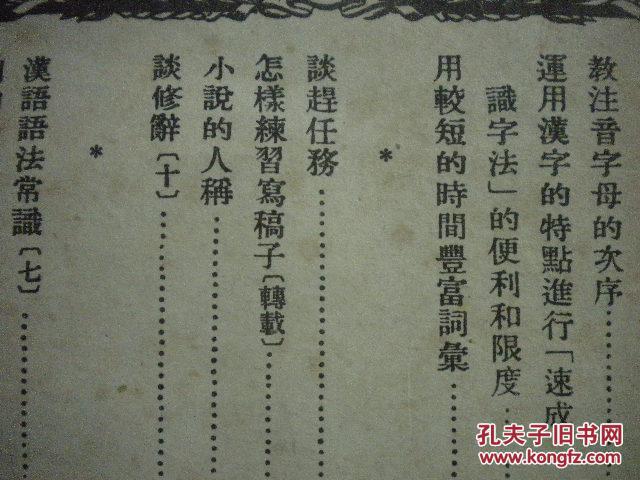 教注音字母的次序
運用漢字的特點進行「速成
識字法」的便利和限度
用較短的時間豐富詞彙
*
談趕任務
怎樣練習寫稿子〔轉載〕
小說的人稱
談修辭〔十〕
*
漢語語法常識〔七〕
孔夫子旧书网
www.kongfz.com